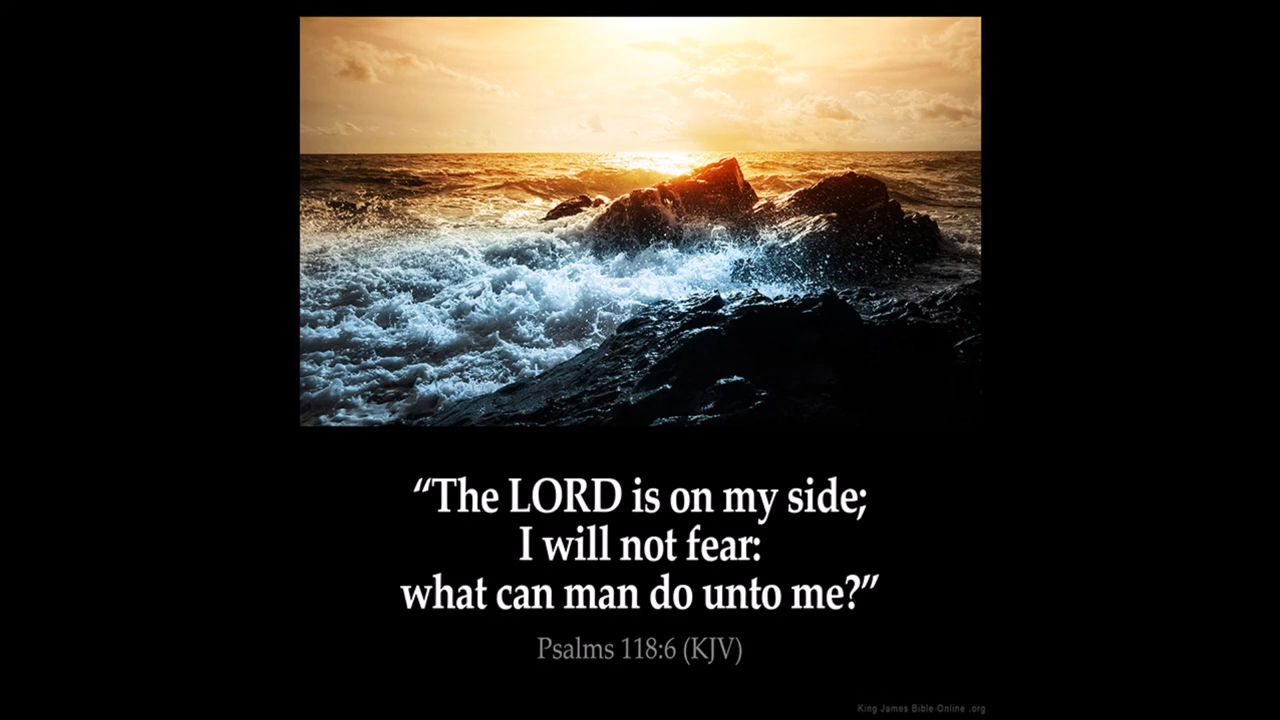 “The LORD is on my side;
I will not fear:
what can man do unto me?”
Psalms 118:6 (KJV)
King James Bible Online .org